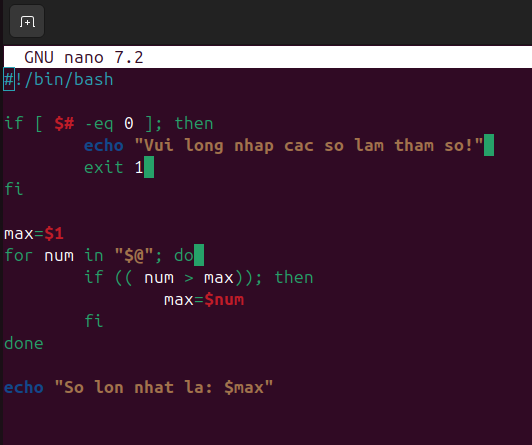 GNU nano 7.2
#!/bin/bash
if [ $# -eq 0 ]; then
echo "Vui long nhap cac so lam tham so!"
exit 1
fi
max=$1
for num in "$@"; do
if (( num > max)); then
max=$num
fi
done
echo "So lon nhat la: $max"